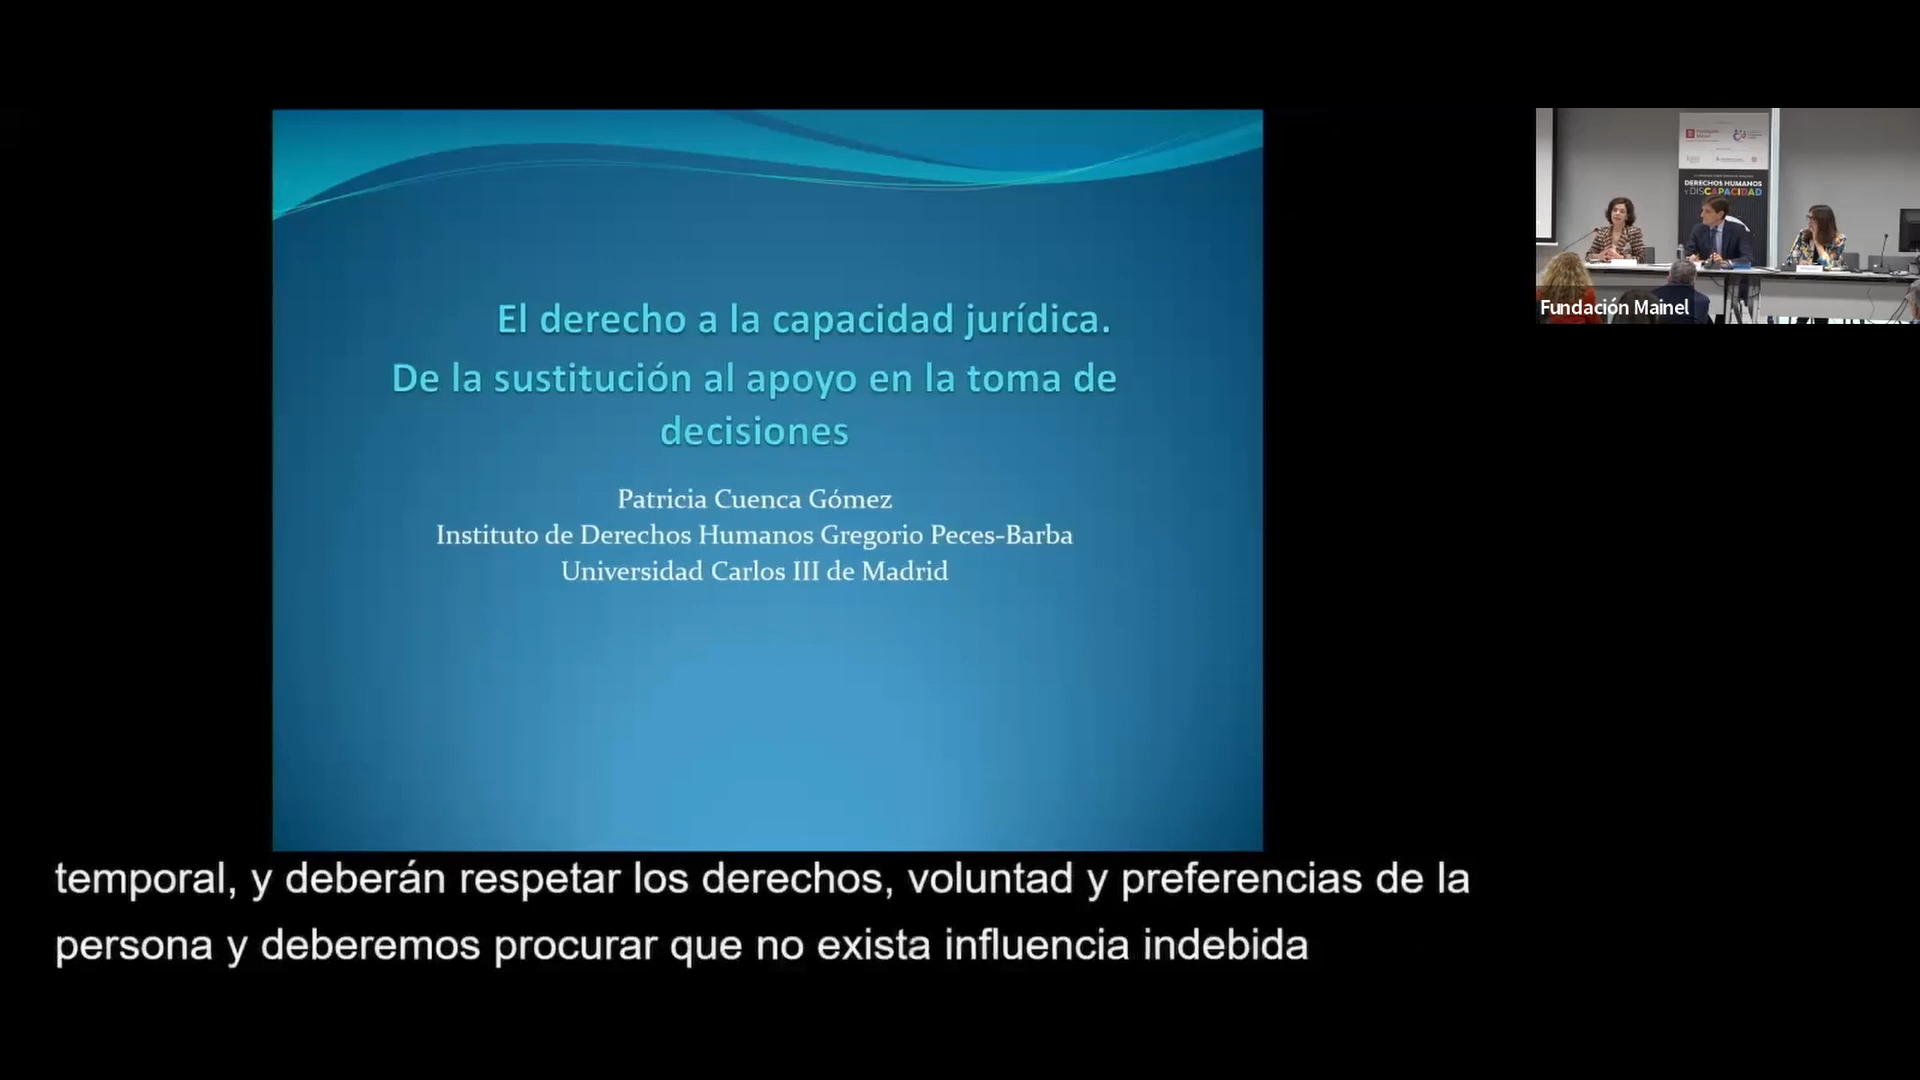 El derecho a la capacidad jurídica.
De la sustitución al apoyo en la toma de
decisiones
Patricia Cuenca Gómez
Instituto de Derechos Humanos Gregorio Peces-Barba
Universidad Carlos III de Madrid
Fundación
Mainel
DERECHOS HUMANOS
Y DISCAPACIDAD
Fundación Mainel
temporal, y deberán respetar los derechos, voluntad y preferencias de la
persona y deberemos procurar que no exista influencia indebida